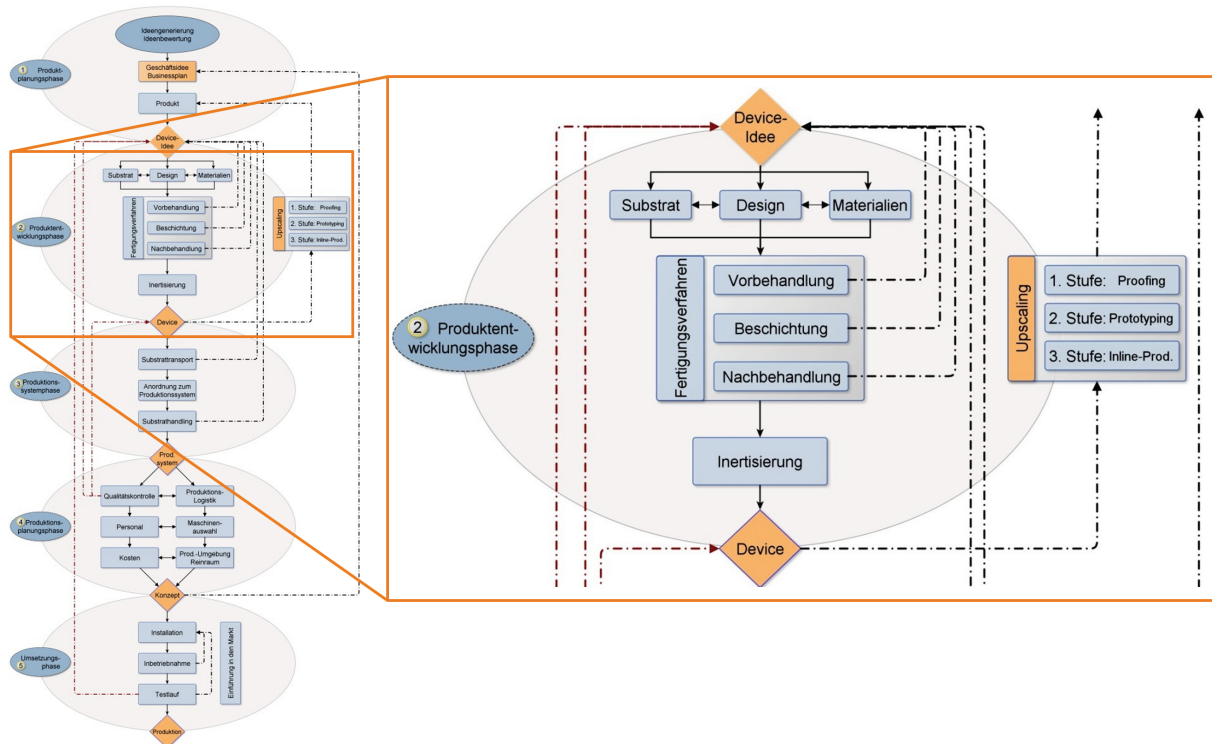 Ideengenerierung
Ideenbewertung
1 Produkt-
planungsphase
Geschäftsidee
Businessplan
Produkt
Device-
Idee
Substrat
Design
Materialien
2 Produktent-
wicklungsphase
Fertigungsverfahren
Vorbehandlung
Beschichtung
Nachbehandlung
Upscaling
1. Stufe: Proofing
2. Stufe: Prototyping
3. Stufe: Inline-Prod.
Inertisierung
Device
3 Produktions-
systemphase
Substrattransport
Anordnung zum
Produktionssystem
Substrathandling
Prod.
system
4 Produktions-
planungsphase
Qualitätskontrolle
Produktions-
Logistik
Personal
Maschinen-
auswahl
Kosten
Prod.-Umgebung
Reinraum
Konzept
Umsetzungs-
5 phase
Installation
Inbetriebnahme
Testlauf
Einführung in den Markt
Produktion
Device-
Idee
Substrat
Design
Materialien
2 Produktent-
wicklungsphase
Fertigungsverfahren
Vorbehandlung
Beschichtung
Nachbehandlung
Upscaling
1. Stufe: Proofing
2. Stufe: Prototyping
3. Stufe: Inline-Prod.
Inertisierung
Device